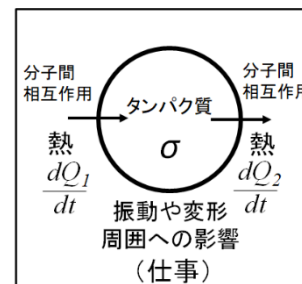 分子間
相互作用
熱
dQ1
dt
タンパク質
σ
分子間
相互作用
熱
dQ2
dt
振動や変形
周囲への影響
(仕事)